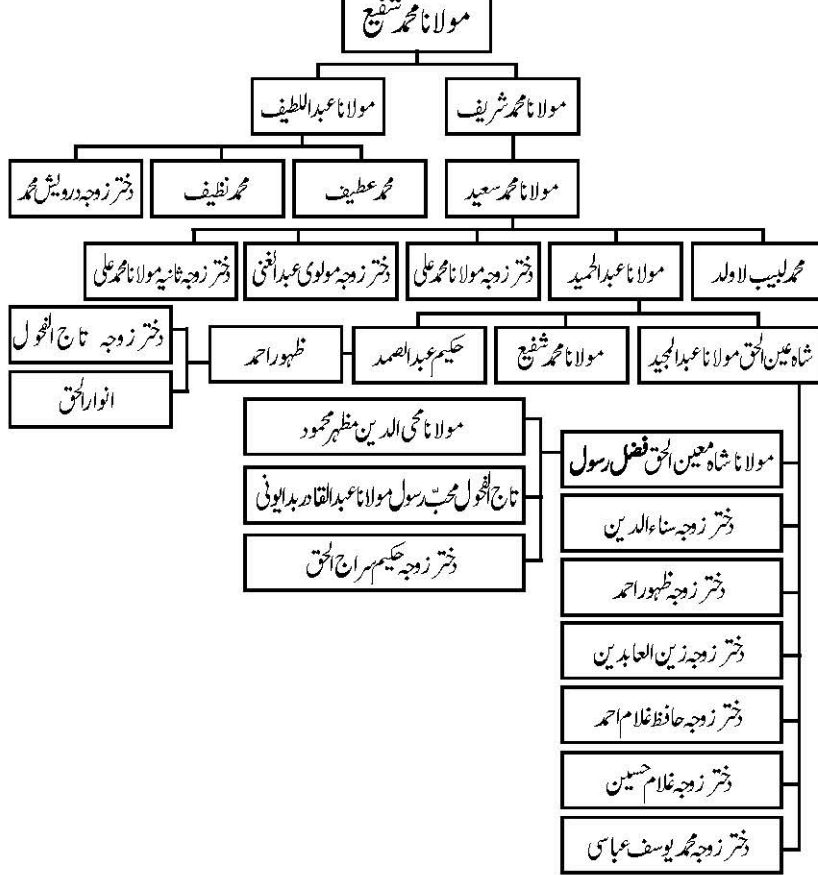 مولانا محمد شفیع
مولانا محمد شریف
مولانا عبداللطیف
مولانا محمد سعید
محمد عطیف
محمد نظیف
دختر زوجہ درویش محمد
محمد لبیب لاولد
مولانا عبدالحمید
دختر زوجہ مولانا محمد علی
دختر زوجہ مولوی عبدالغنی
دختر زوجہ ثانیہ مولانا محمد علی
شاہ عین الحق مولانا عبدالمجید
مولانا محمد شفیع
حکیم عبدالصمد
ظہور احمد
دختر زوجہ تاج الفحول
انوار الحق
مولانا شاہ معین الحق فضل رسول
مولانا محی الدین مظہر محمود
تاج الفحول محبّ رسول مولانا عبدالقادر بدایونی
دختر زوجہ حکیم سراج الحق
دختر زوجہ سناء الدین
دختر زوجہ ظہور احمد
دختر زوجہ زین العابدین
دختر زوجہ حافظ غلام احمد
دختر زوجہ غلام حسین
دختر زوجہ محمد یوسف عباسی